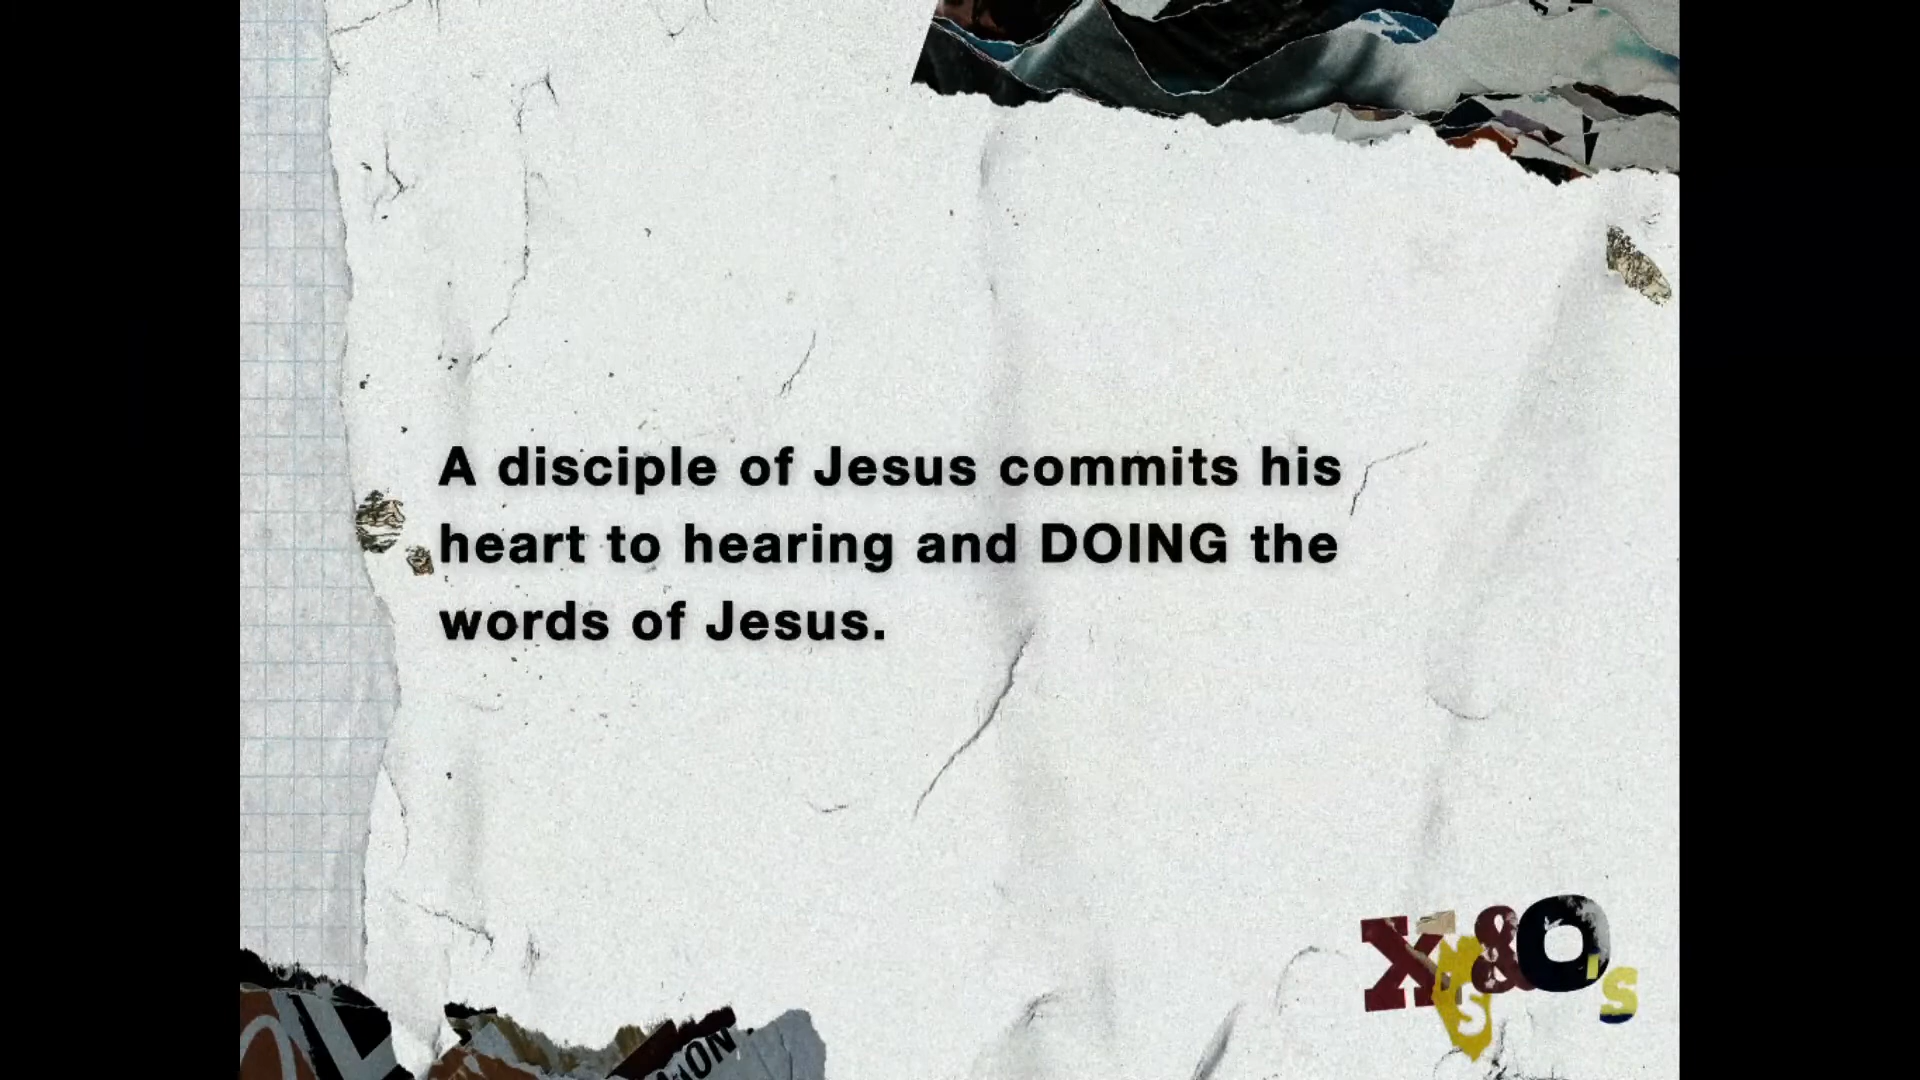 A disciple of Jesus commits his
heart to hearing and DOING the
words of Jesus.
X's & O's